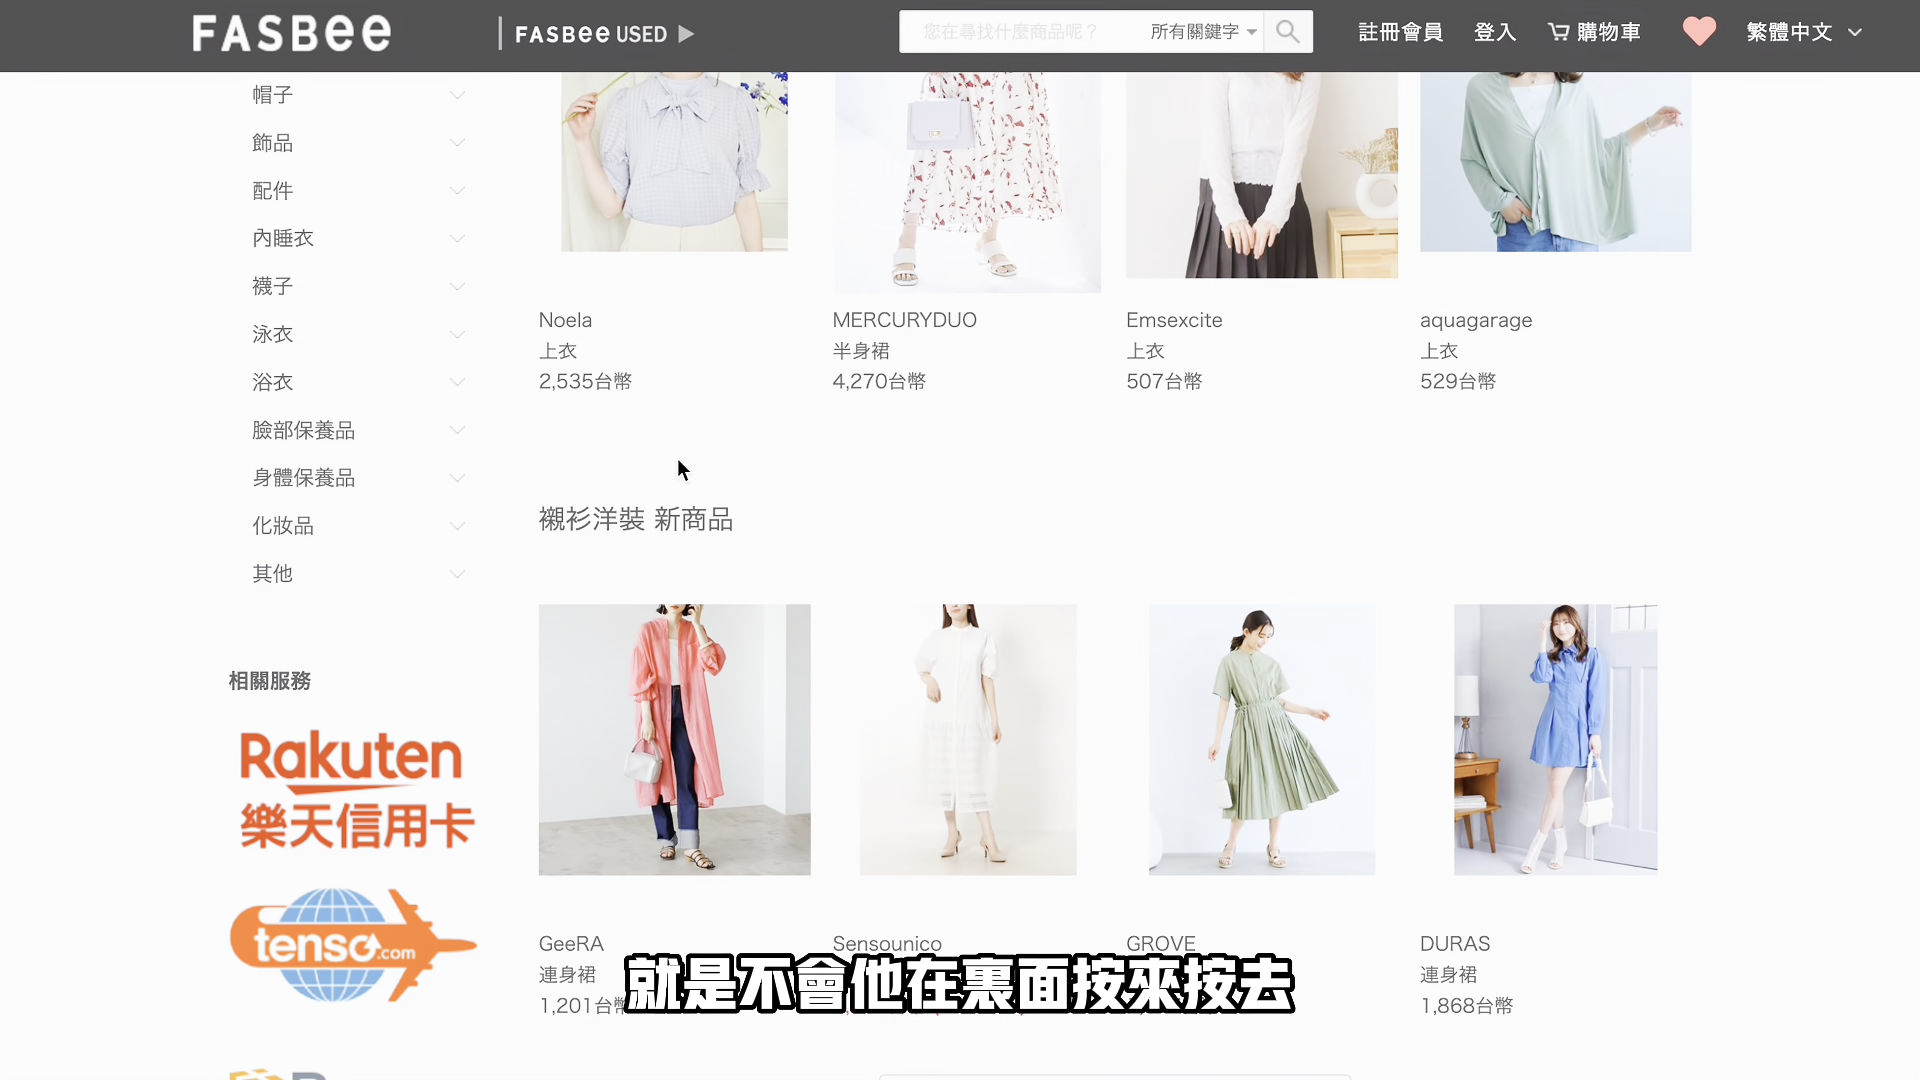 FASBee
FASBee USED
您在尋找什麼商品呢？
所有關鍵字
註冊會員
登入
購物車
繁體中文
帽子
飾品
配件
內睡衣
襪子
泳衣
浴衣
臉部保養品
身體保養品
化妝品
其他
相關服務
Rakuten
樂天信用卡
tenso.com
Noela
上衣
2,535台幣
MERCURYDUO
半身裙
4,270台幣
Emsexcite
上衣
507台幣
aquagarage
上衣
529台幣
襯衫洋裝 新商品
GeeRA
連身裙
1,201台幣
Sensounico
GROVE
DURAS
連身裙
1,868台幣
就是不會他在裏面按來按去